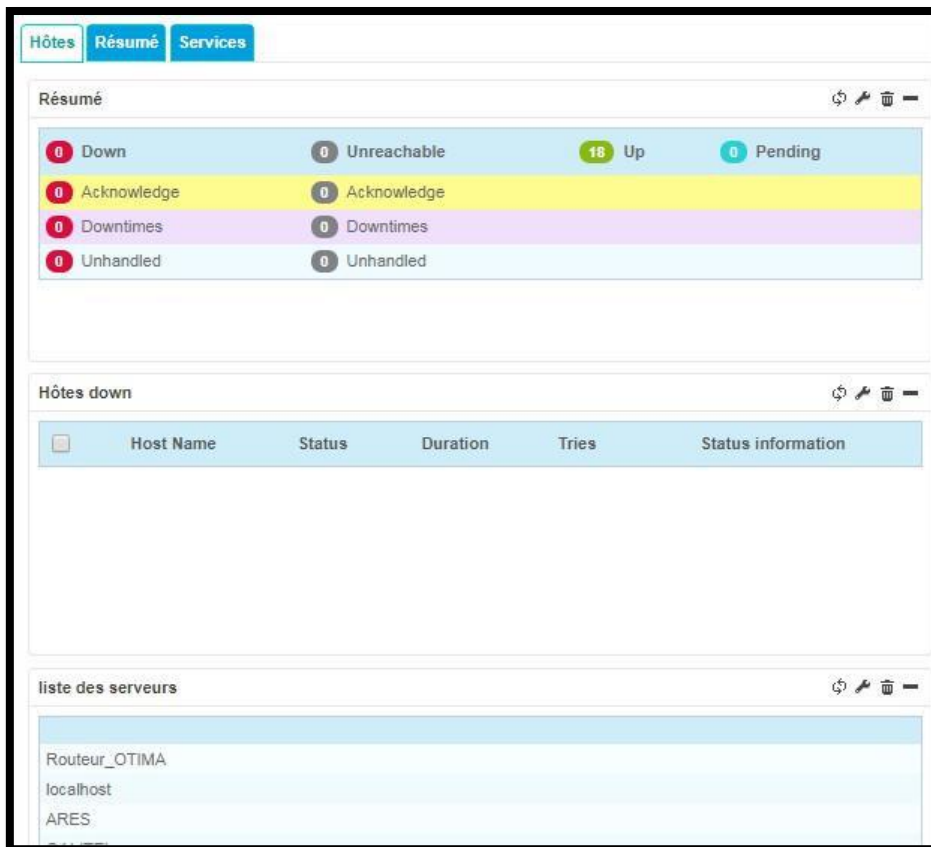 Hôtes Résumé Services
Résumé
0 Down 0 Unreachable 18 Up 0 Pending
0 Acknowledge 0 Acknowledge
0 Downtimes 0 Downtimes
0 Unhandled 0 Unhandled
Hôtes down
Host Name Status Duration Tries Status information
liste des serveurs
Routeur_OTIMA
localhost
ARES